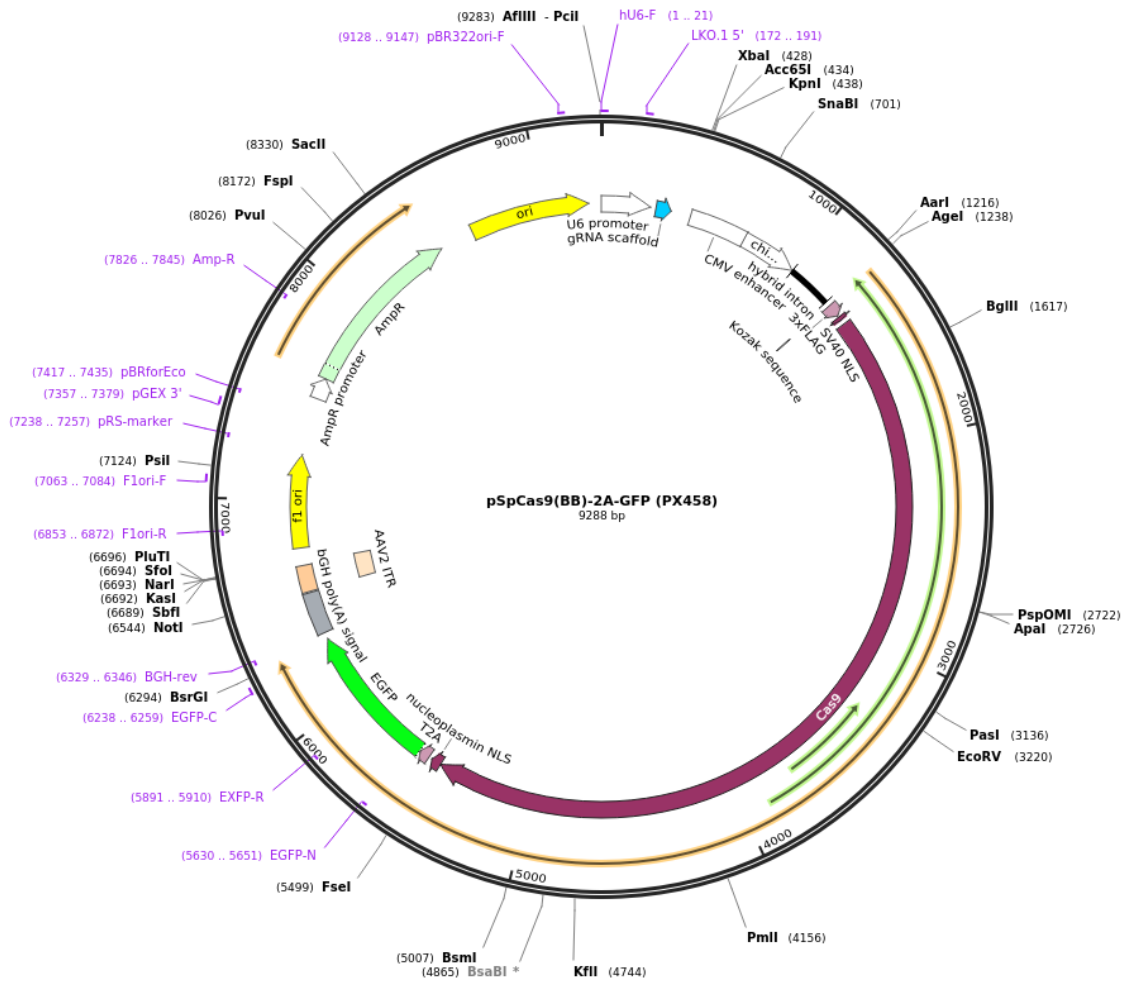 (9283) AflIII - PciI
hU6-F (1 .. 21)
(9128 .. 9147) pBR322ori-F
LKO.1 5' (172 .. 191)
XbaI (428)
Acc65I (434)
KpnI (438)
SnaBI (701)
(8330) SacII
(8172) FspI
(8026) PvuI
(7826 .. 7845) Amp-R
(7417 .. 7435) pBRforEco
(7357 .. 7379) pGEX 3'
(7238 .. 7257) pRS-marker
(7124) PsiI
(7063 .. 7084) F1ori-F
(6853 .. 6872) F1ori-R
(6696) PluTI
(6694) SfoI
(6693) NarI
(6692) KasI
(6689) SbfI
(6544) NotI
(6329 .. 6346) BGH-rev
(6294) BsrGI
(6238 .. 6259) EGFP-C
(5891 .. 5910) EXFP-R
(5630 .. 5651) EGFP-N
(5499) FseI
(5007) BsmI
(4865) BsaBI *
KflI (4744)
PmlI (4156)
EcoRV (3220)
PasI (3136)
ApaI (2726)
PspOMI (2722)
BglII (1617)
AgeI (1238)
AarI (1216)
1000
2000
3000
4000
5000
6000
7000
8000
9000
ori
U6 promoter
gRNA scaffold
chi...
CMV enhancer
hybrid intron
3xFLAG
SV40 NLS
Kozak sequence
Cas9
nucleoplasmin NLS
T2A
EGFP
bGH poly(A) signal
AAV2 ITR
f1 ori
AmpR promoter
AmpR
pSpCas9(BB)-2A-GFP (PX458)
9288 bp